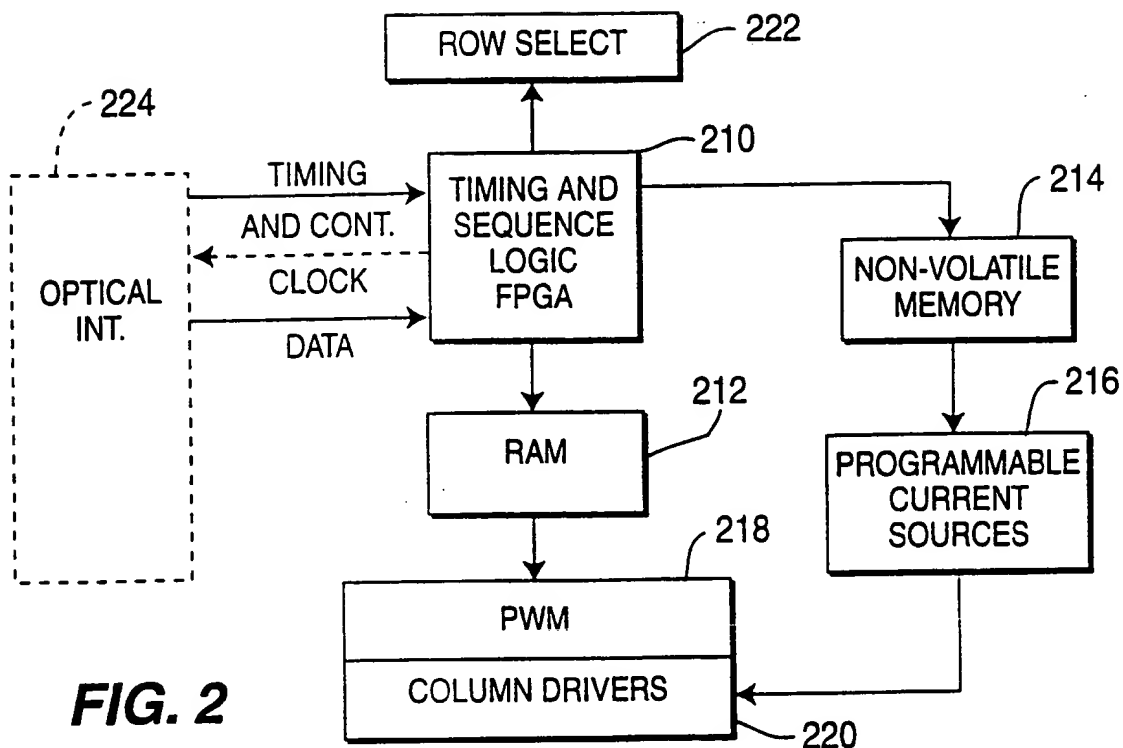 ROW SELECT
222
224
210
TIMING
AND CONT.
CLOCK
DATA
OPTICAL
INT.
TIMING AND
SEQUENCE
LOGIC
FPGA
214
NON-VOLATILE
MEMORY
212
RAM
216
PROGRAMMABLE
CURRENT
SOURCES
218
PWM
COLUMN DRIVERS
220
FIG. 2